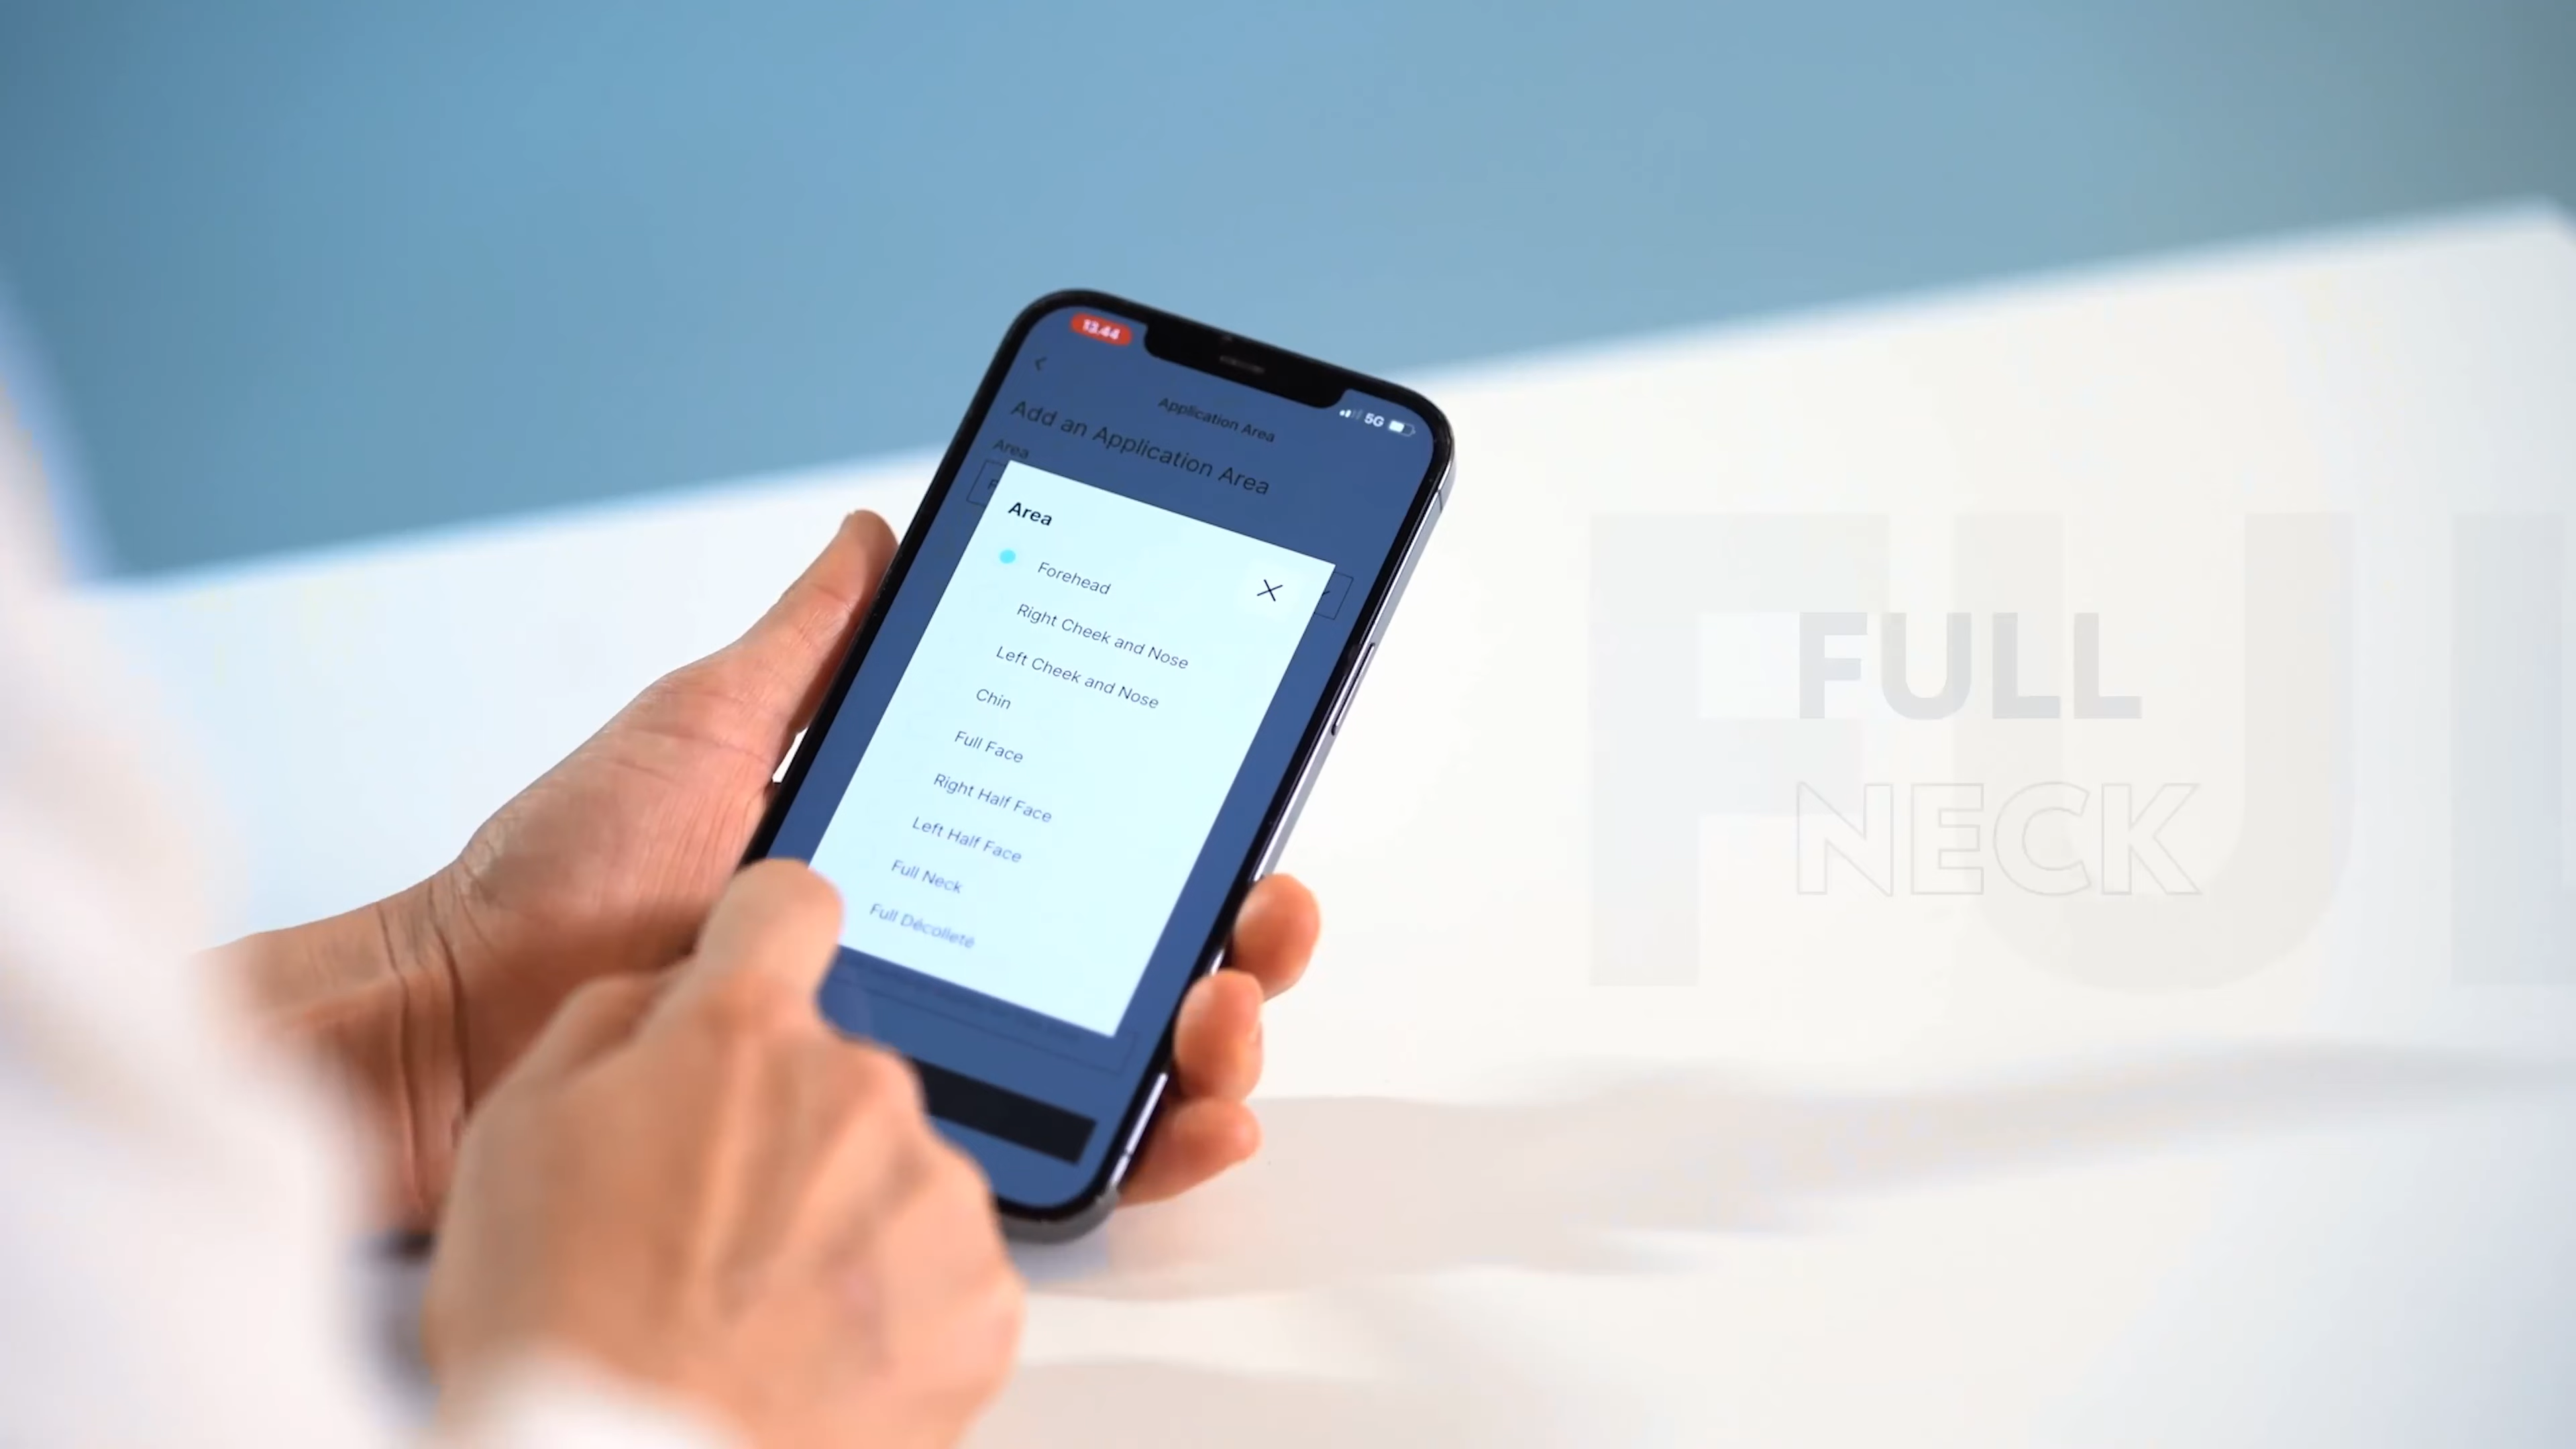 13.44
5G
Application Area
Add an Application Area
Area
Area
Forehead
Right Cheek and Nose
Left Cheek and Nose
Chin
Full Face
Right Half Face
Left Half Face
Full Neck
Full Décolleté
FULL
NECK
FUL